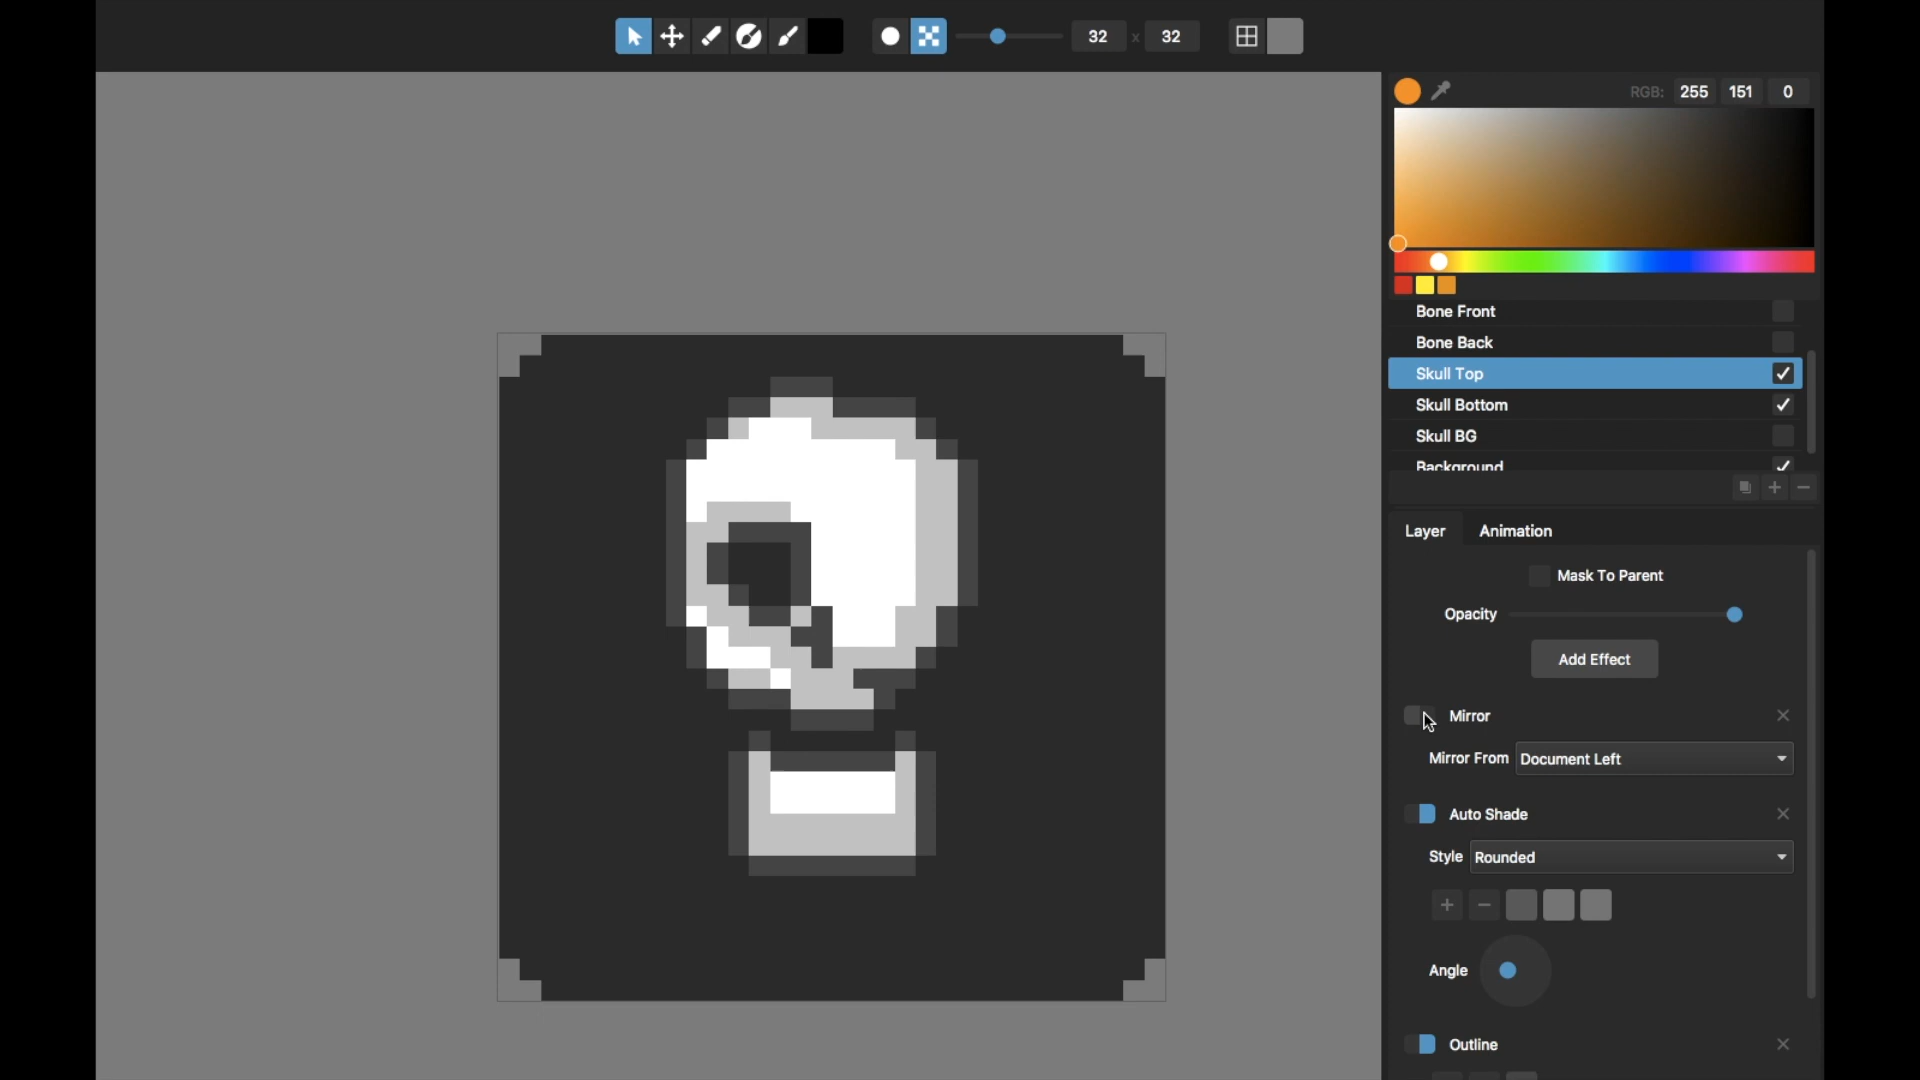 32 x 32
RGB: 255 151 0
Bone Front
Bone Back
Skull Top
Skull Bottom
Skull BG
Background
Layer Animation
Mask To Parent
Opacity
Add Effect
Mirror
Mirror From Document Left
Auto Shade
Style Rounded
Angle
Outline